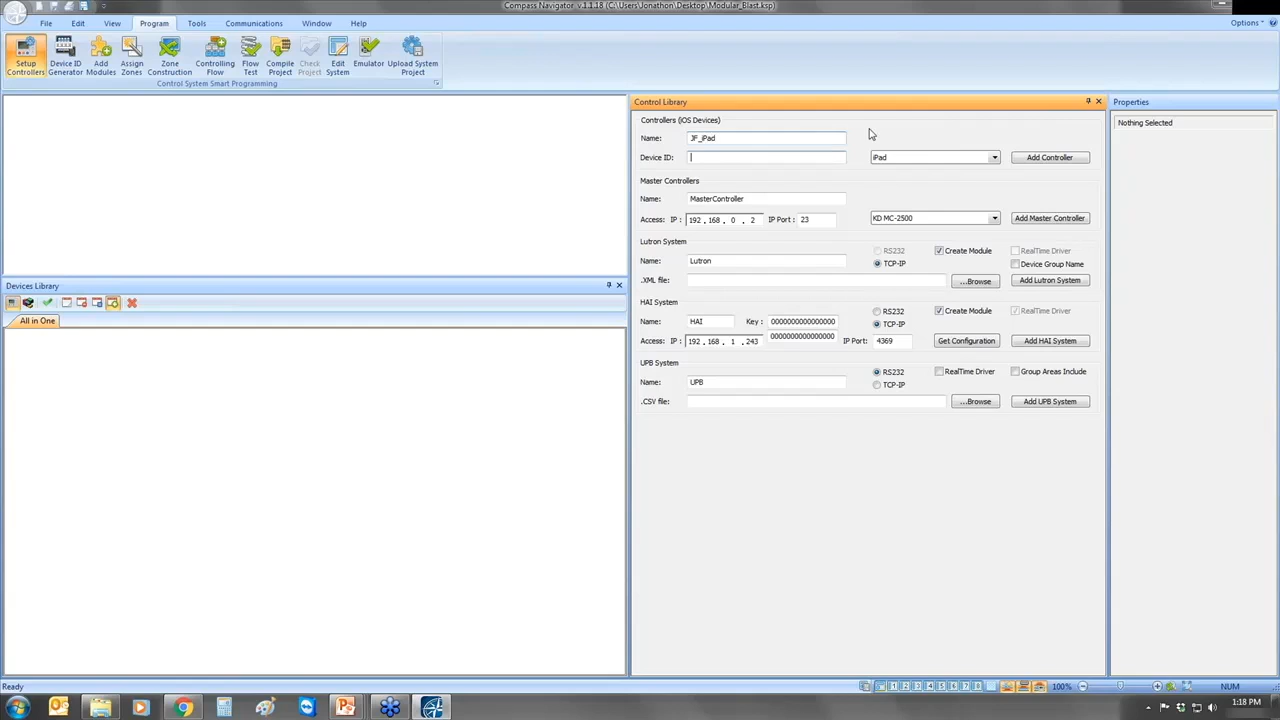 Compass Navigator v.1.1.18 (C:\Users\Jonathon\Desktop\Modular_Blast.ksp)
File Edit View Program Tools Communications Window Help Options
Setup Controllers
Device ID Generator
Add Modules
Assign Zones
Zone Construction
Controlling Flow
Flow Test
Compile Project
Check Project
Edit System
Emulator
Upload System Project
Control System Smart Programming
Control Library
Controllers (iOS Devices)
Name: JF_iPad
Device ID: iPad Add Controller
Master Controllers
Name: MasterController
Access: IP : 192 . 168 . 0 . 2 IP Port : 23 KD MC-2500 Add Master Controller
Lutron System
RS232 Create Module RealTime Driver
Name: Lutron TCP-IP Device Group Name
.XML file: ...Browse Add Lutron System
HAI System
RS232 Create Module RealTime Driver
Name: HAI Key : 0000000000000000 TCP-IP
0000000000000000
Access: IP : 192 . 168 . 1 . 243 IP Port: 4369 Get Configuration Add HAI System
UPB System
RS232 RealTime Driver Group Areas Include
Name: UPB TCP-IP
.CSV file: ...Browse Add UPB System
Properties
Nothing Selected
Devices Library
All in One
Ready
1 2 3 4 5 6 7 8 100% NUM
1:18 PM